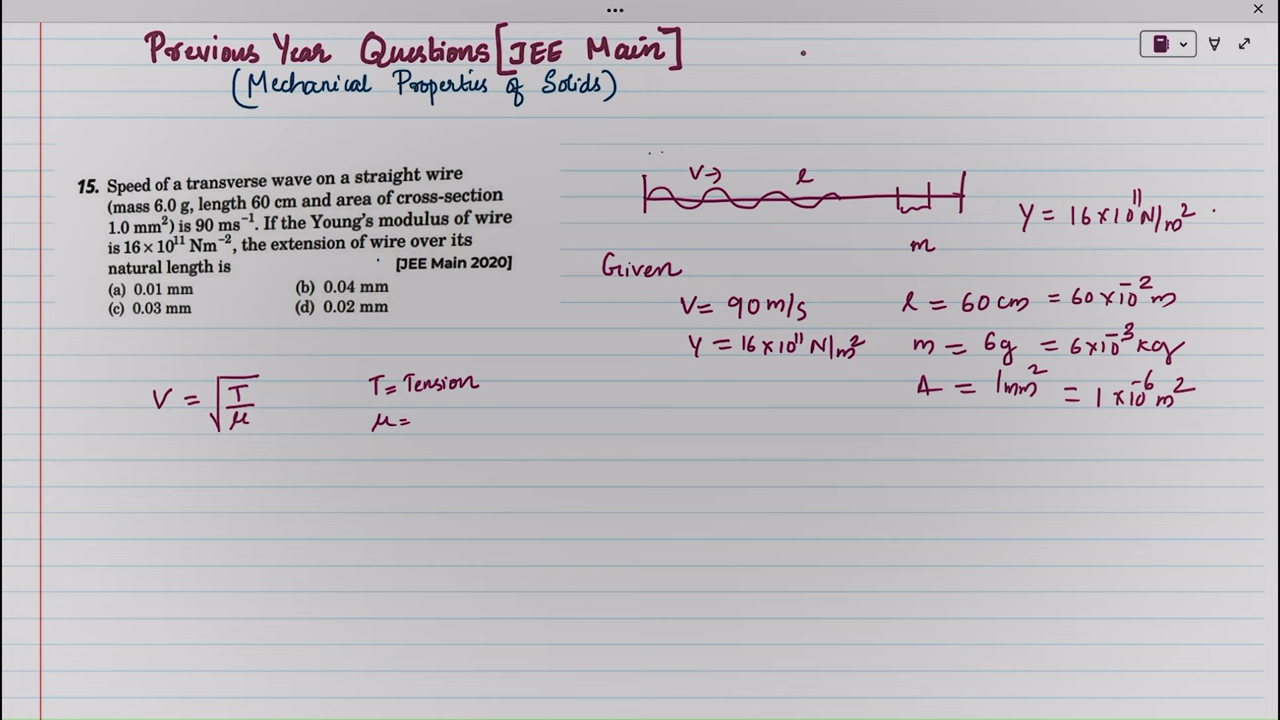 Previous Year Questions [JEE Main]
(Mechanical Properties of Solids)
15. Speed of a transverse wave on a straight wire
(mass 6.0 g, length 60 cm and area of cross-section
1.0 mm²) is 90 ms⁻¹. If the Young's modulus of wire
is 16 × 10¹¹ Nm⁻², the extension of wire over its
natural length is
[JEE Main 2020]
(a) 0.01 mm (b) 0.04 mm
(c) 0.03 mm (d) 0.02 mm
V→ l
m
Y = 16×10¹¹ N/m²
Given
V = 90 m/s l = 60 cm = 60×10⁻² m
Y = 16×10¹¹ N/m² m = 6g = 6×10⁻³ kg
A = 1mm² = 1×10⁻⁶ m²
V = √(T/μ) T = Tension
μ =